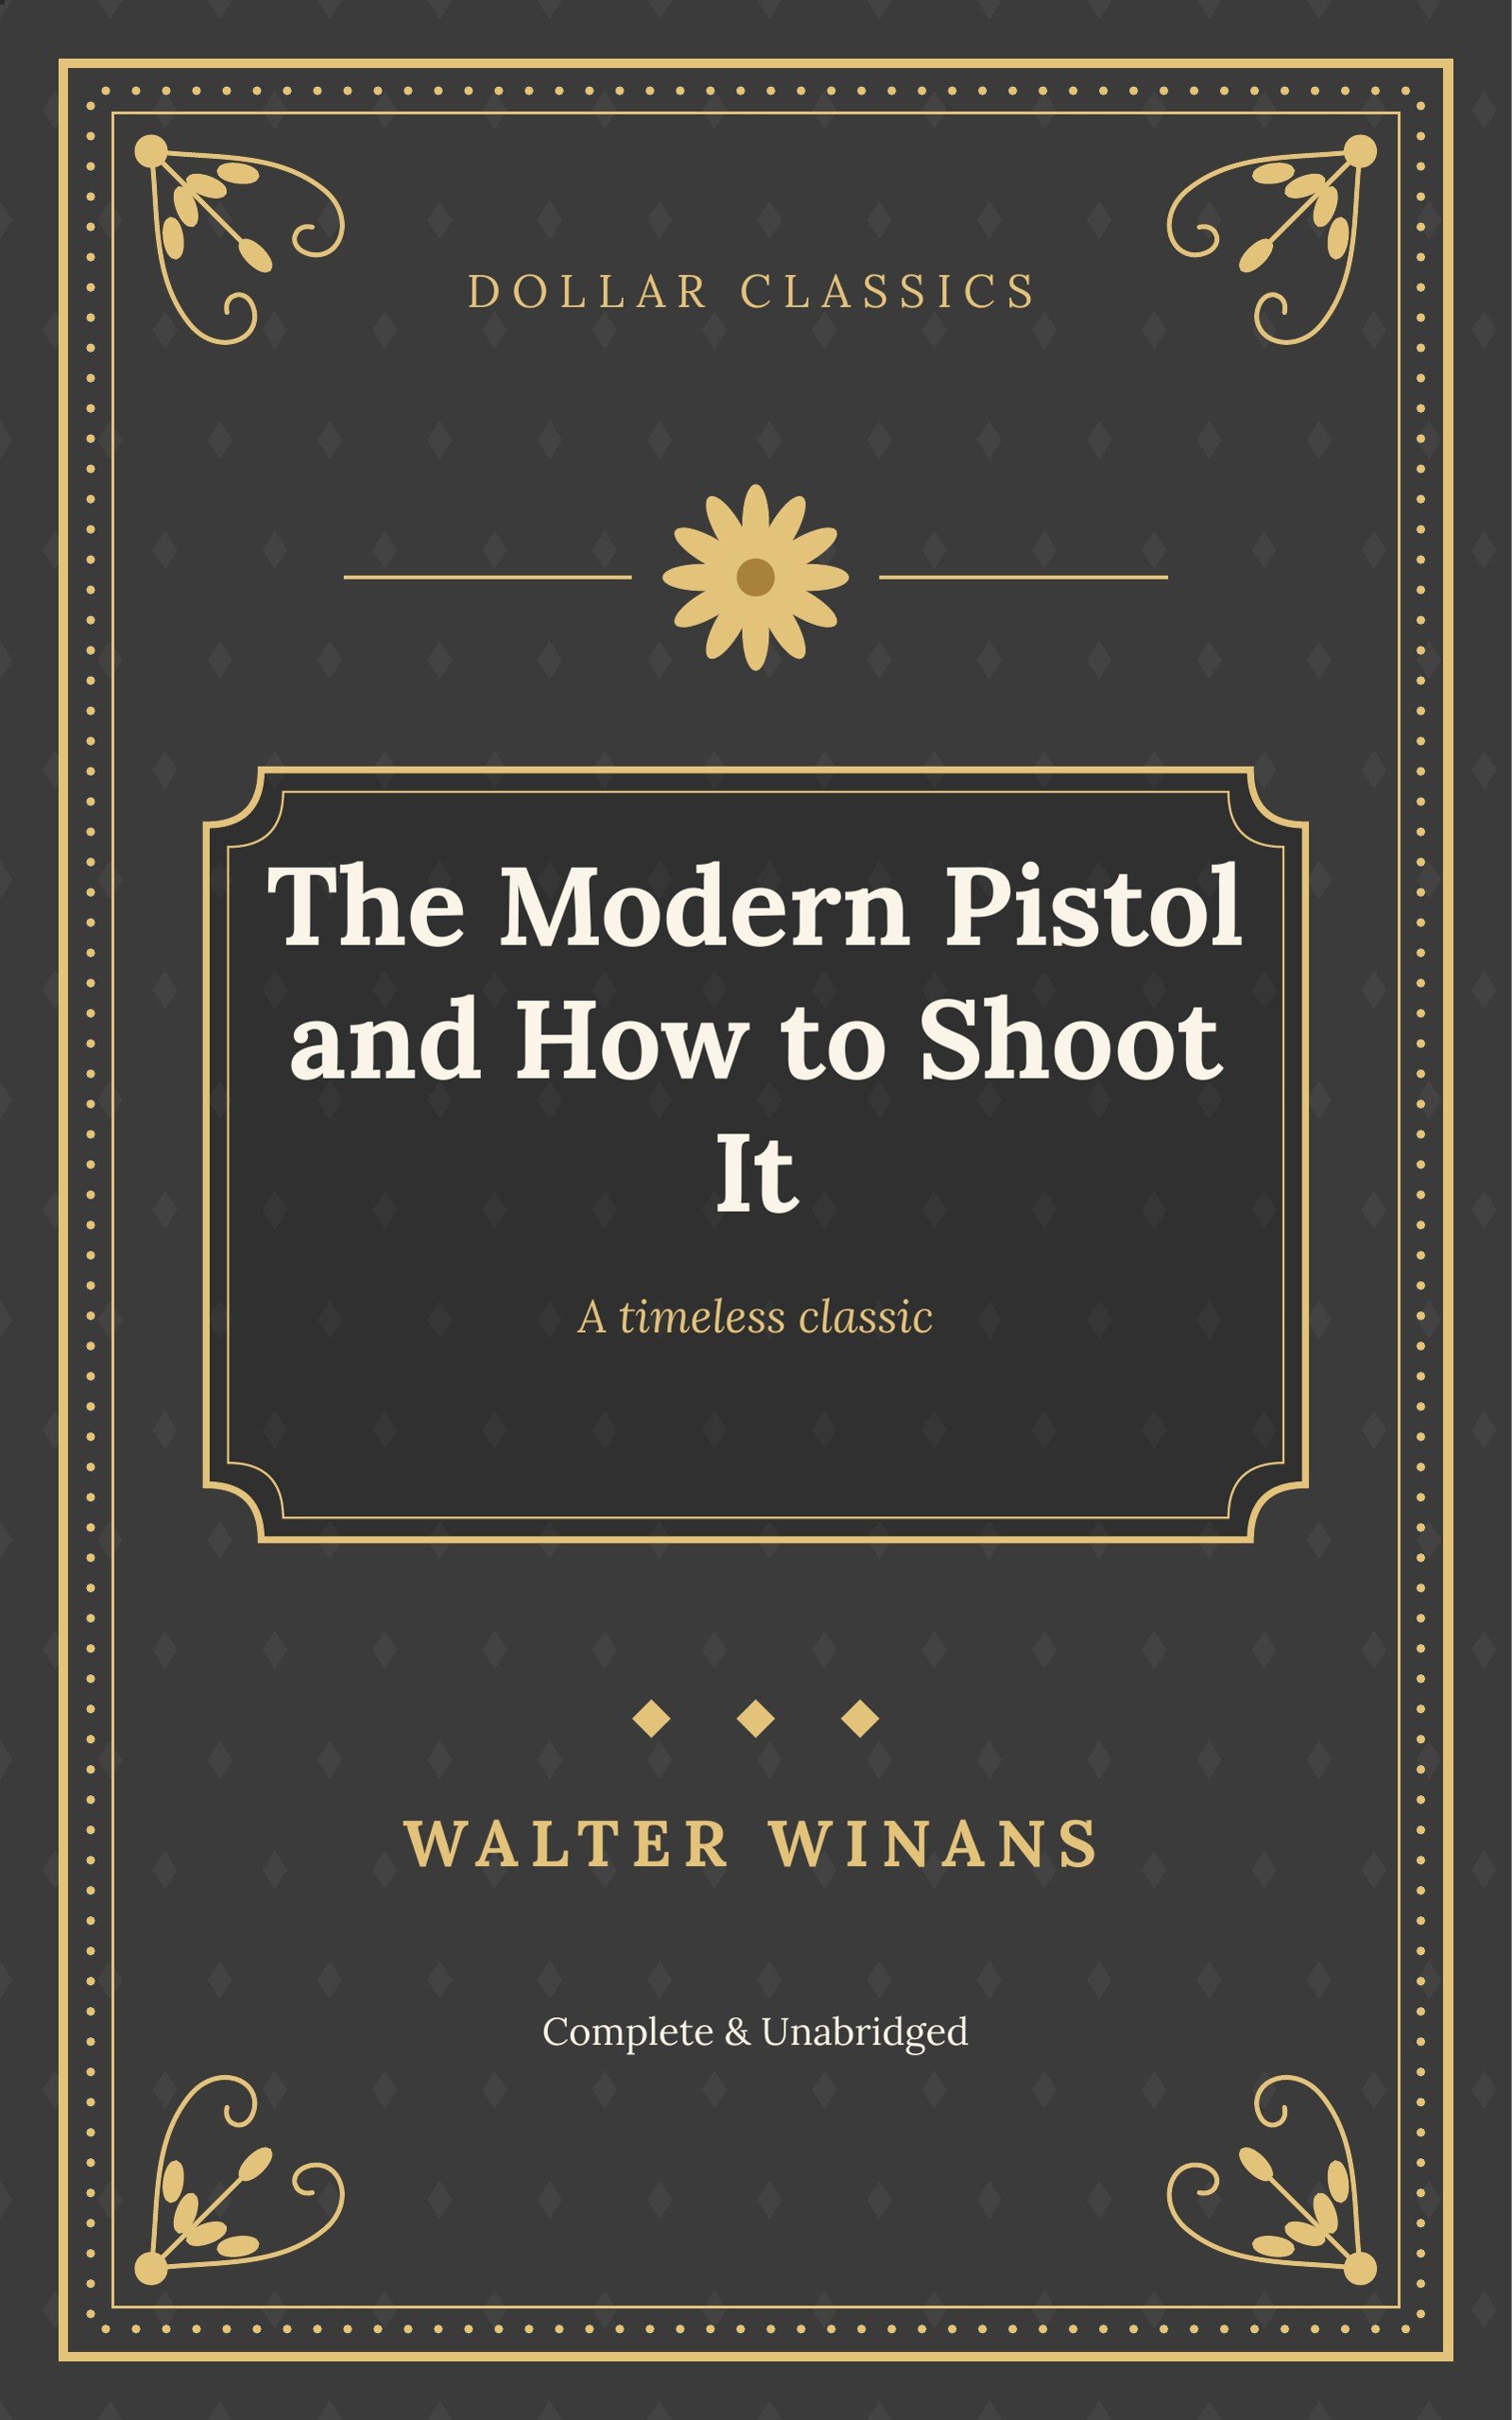 DOLLAR CLASSICS
The Modern Pistol
and How to Shoot
It
A timeless classic
WALTER WINANS
Complete & Unabridged